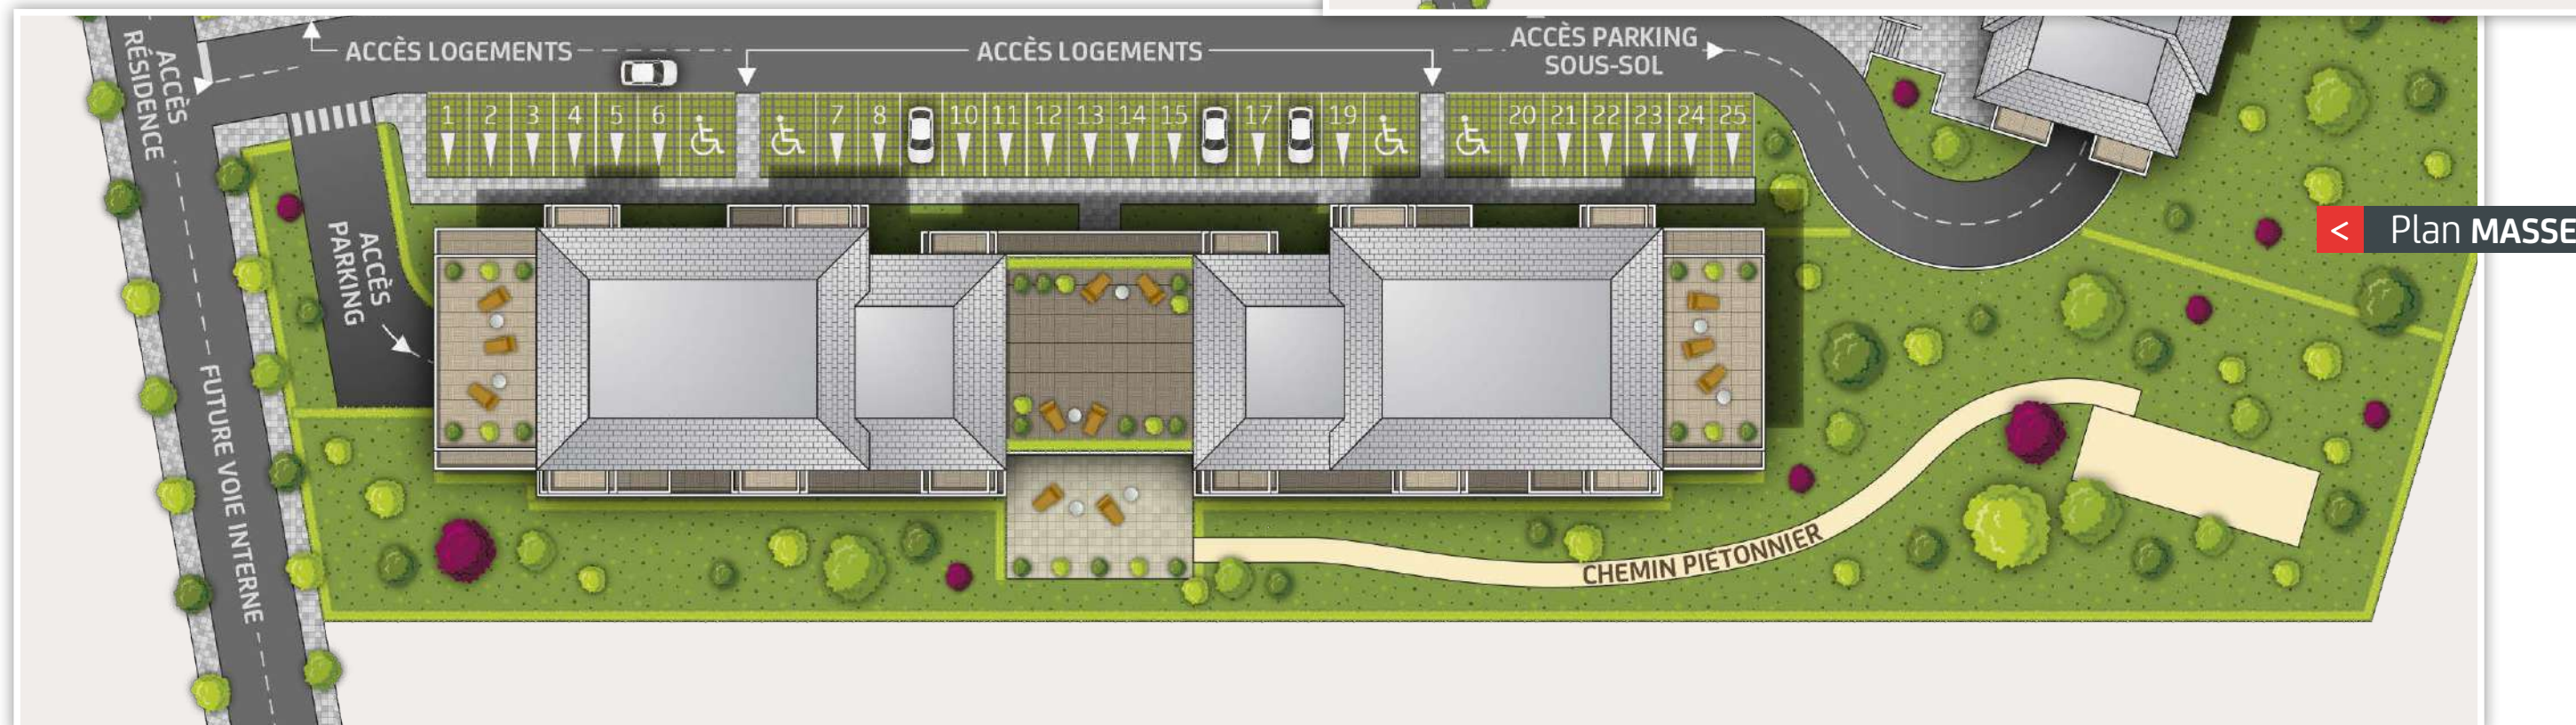 ACCÈS
RÉSIDENCE
ACCÈS LOGEMENTS
ACCÈS LOGEMENTS
ACCÈS PARKING
SOUS-SOL
1 2 3 4 5 6
7 8 10 11 12 13 14 15 17 19
20 21 22 23 24 25
ACCÈS
PARKING
< Plan MASSE
FUTURE VOIE INTERNE
CHEMIN PIÉTONNIER